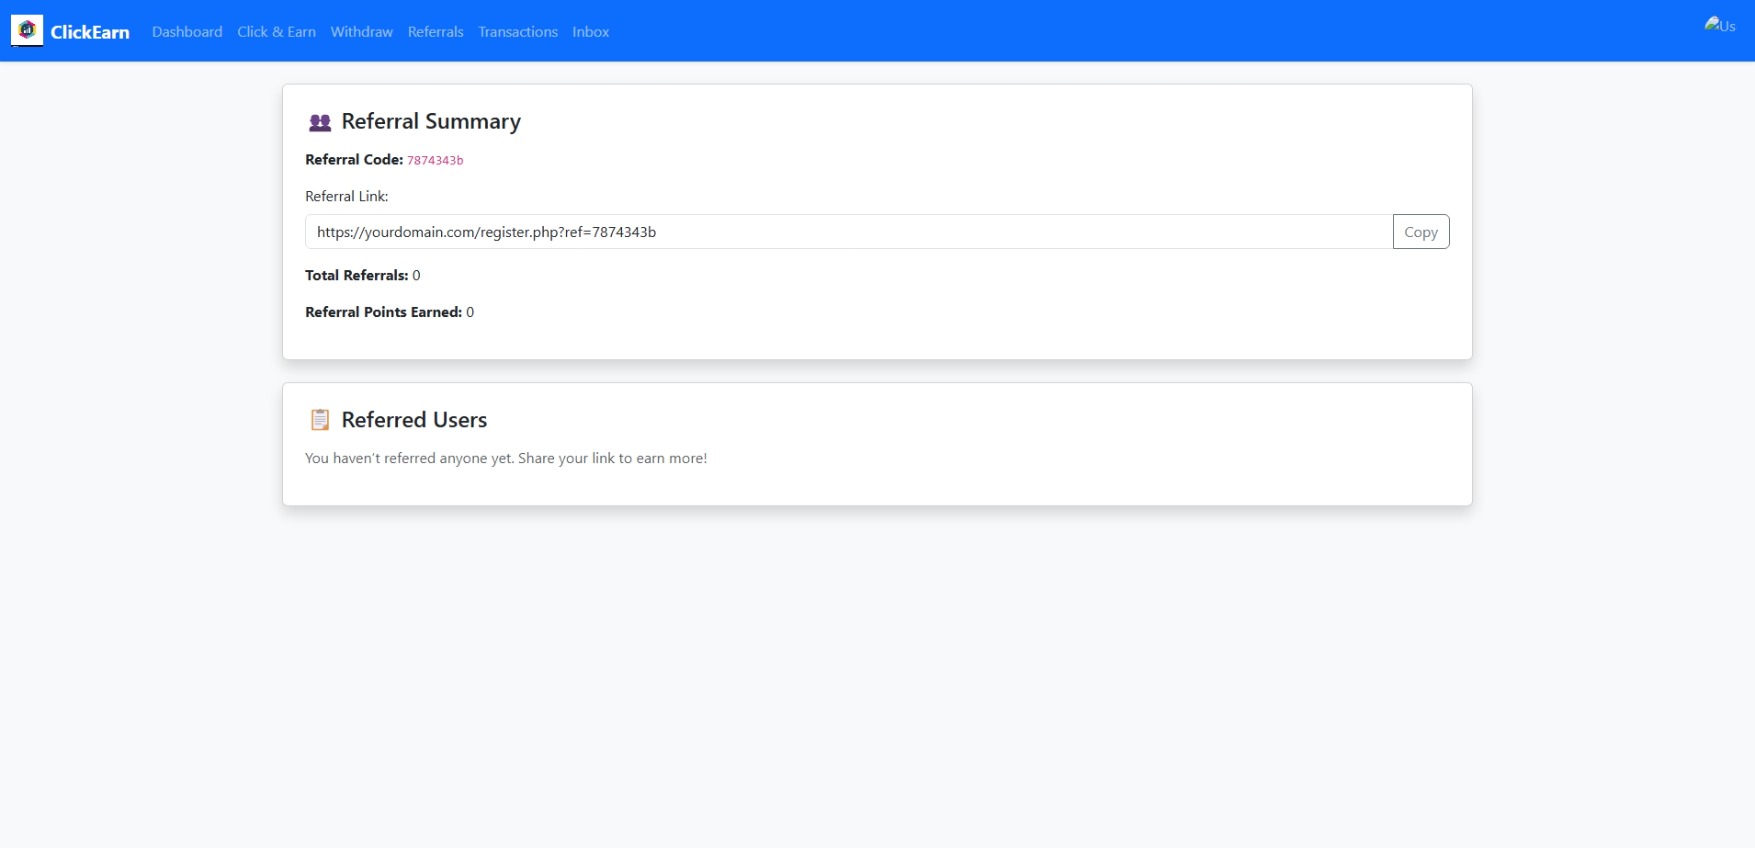 ClickEarn Dashboard Click & Earn Withdraw Referrals Transactions Inbox Us
Referral Summary
Referral Code: 7874343b
Referral Link:
https://yourdomain.com/register.php?ref=7874343b Copy
Total Referrals: 0
Referral Points Earned: 0
Referred Users
You haven't referred anyone yet. Share your link to earn more!